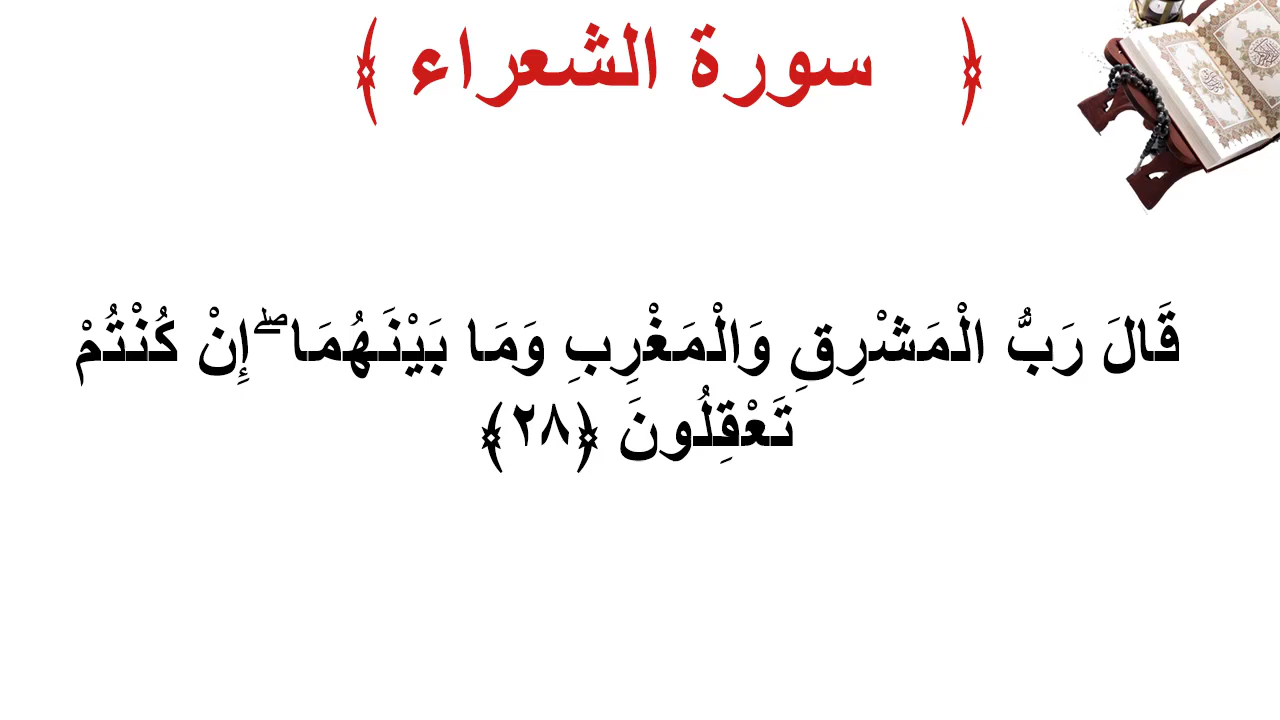 ﴿ سورة الشعراء ﴾
قَالَ رَبُّ الْمَشْرِقِ وَالْمَغْرِبِ وَمَا بَيْنَهُمَا ۖ إِنْ كُنْتُمْ
تَعْقِلُونَ ﴿٢٨﴾